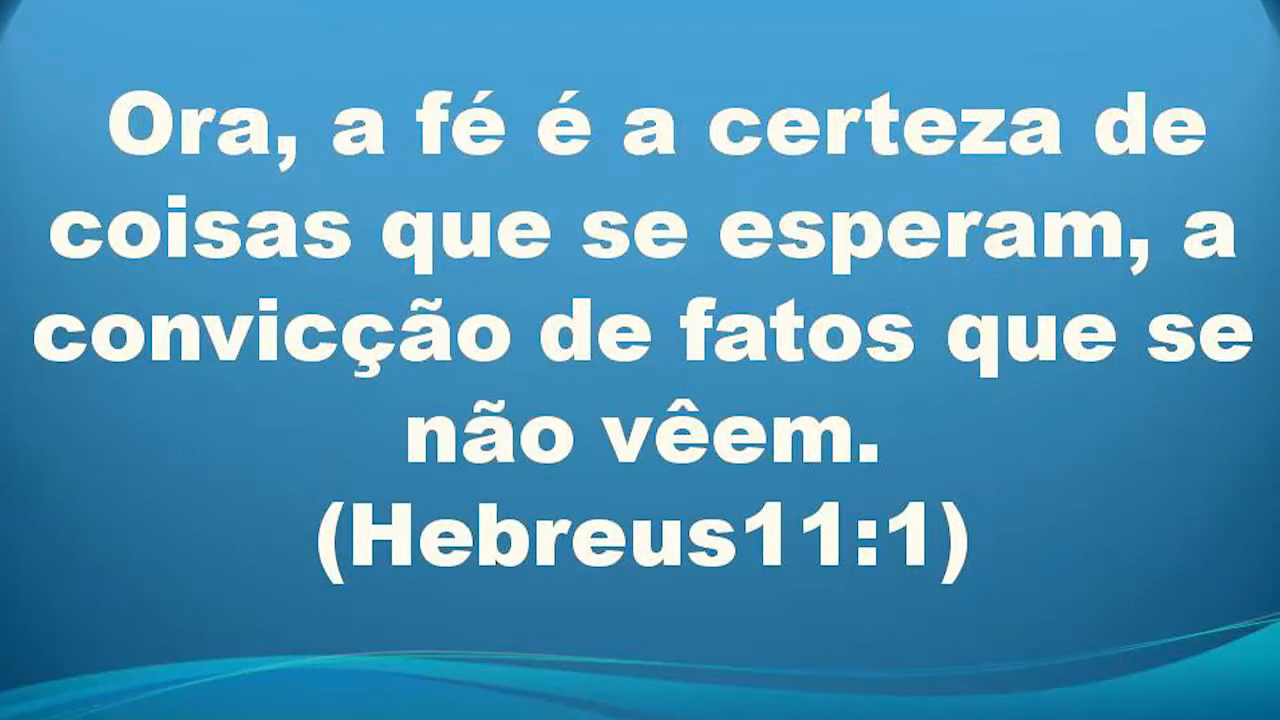 Ora, a fé é a certeza de
coisas que se esperam, a
convicção de fatos que se
não vêem.
(Hebreus11:1)